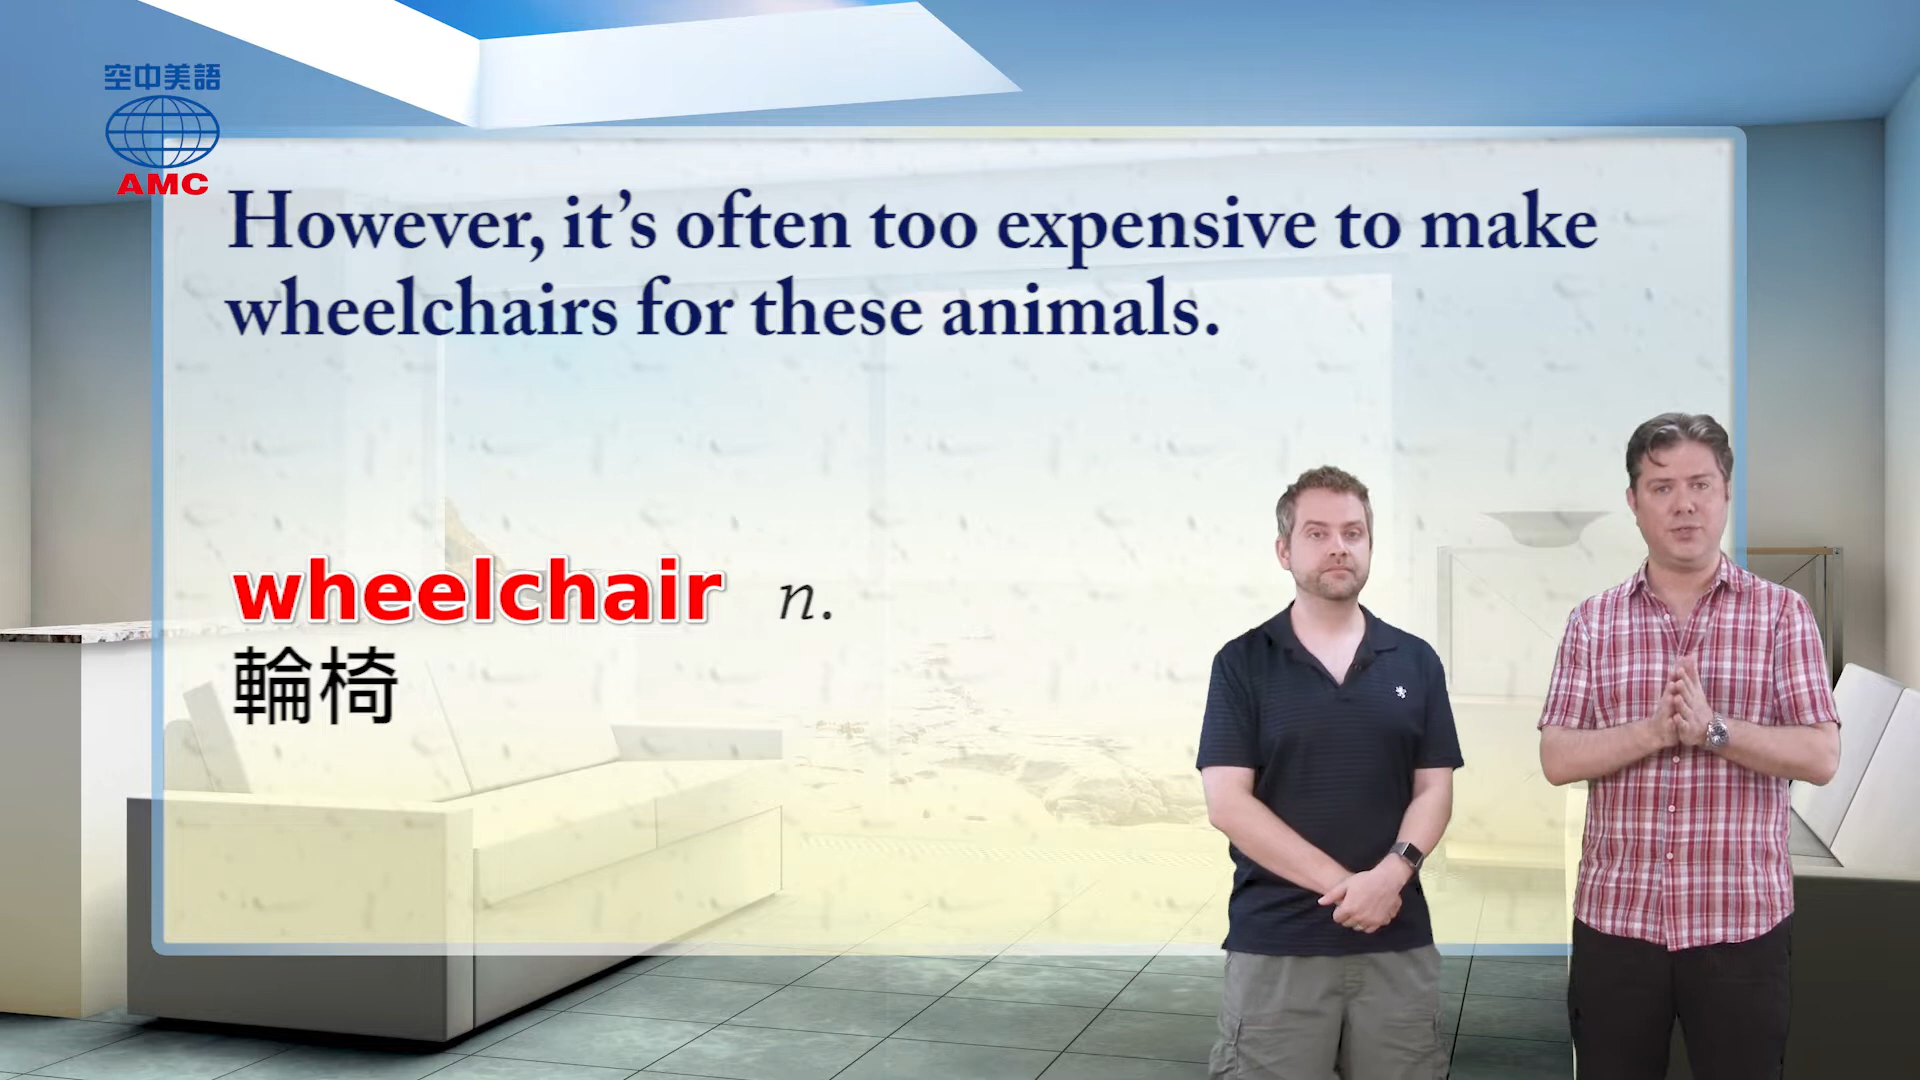 空中美語
AMC
However, it’s often too expensive to make
wheelchairs for these animals.
wheelchair n.
輪椅